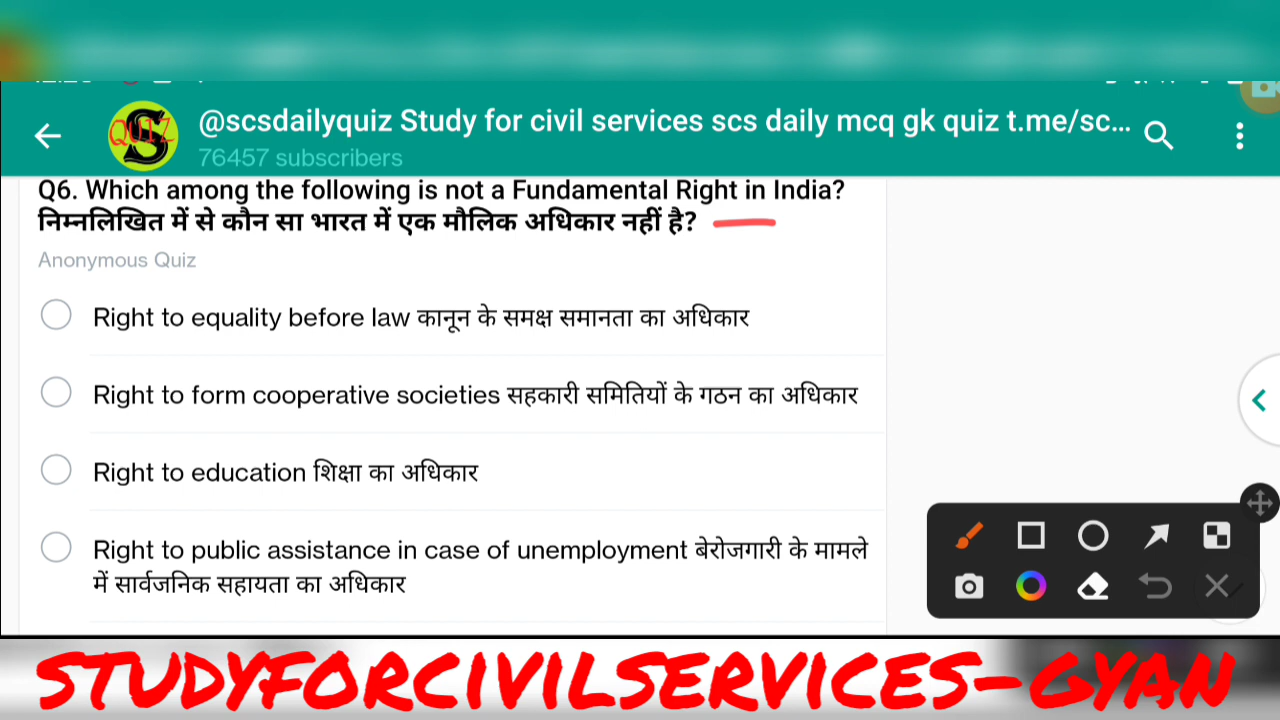 @scsdailyquiz Study for civil services scs daily mcq gk quiz t.me/sc...
QUIZ S
76457 subscribers
Q6. Which among the following is not a Fundamental Right in India?
निम्नलिखित में से कौन सा भारत में एक मौलिक अधिकार नहीं है?
Anonymous Quiz
Right to equality before law कानून के समक्ष समानता का अधिकार
Right to form cooperative societies सहकारी समितियों के गठन का अधिकार
Right to education शिक्षा का अधिकार
Right to public assistance in case of unemployment बेरोजगारी के मामले
में सार्वजनिक सहायता का अधिकार
STUDYFORCIVILSERVICES-GYAN